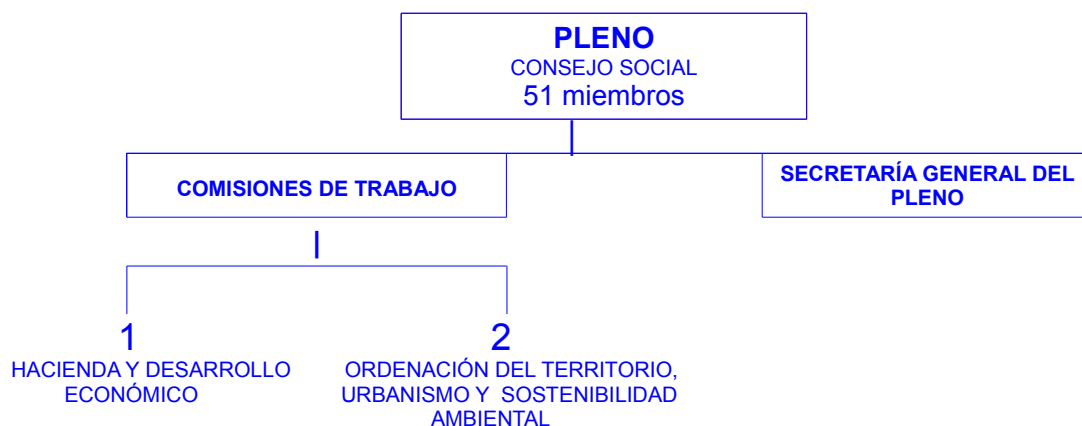 PLENO
CONSEJO SOCIAL
51 miembros
COMISIONES DE TRABAJO
SECRETARÍA GENERAL DEL
PLENO
1
HACIENDA Y DESARROLLO
ECONÓMICO
2
ORDENACIÓN DEL TERRITORIO,
URBANISMO Y SOSTENIBILIDAD
AMBIENTAL